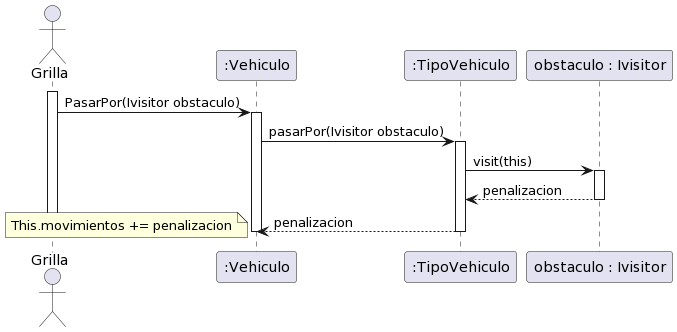 Grilla
:Vehiculo
:TipoVehiculo
obstaculo : Ivisitor
PasarPor(Ivisitor obstaculo)
pasarPor(Ivisitor obstaculo)
visit(this)
penalizacion
This.movimientos += penalizacion
penalizacion
Grilla
:Vehiculo
:TipoVehiculo
obstaculo : Ivisitor